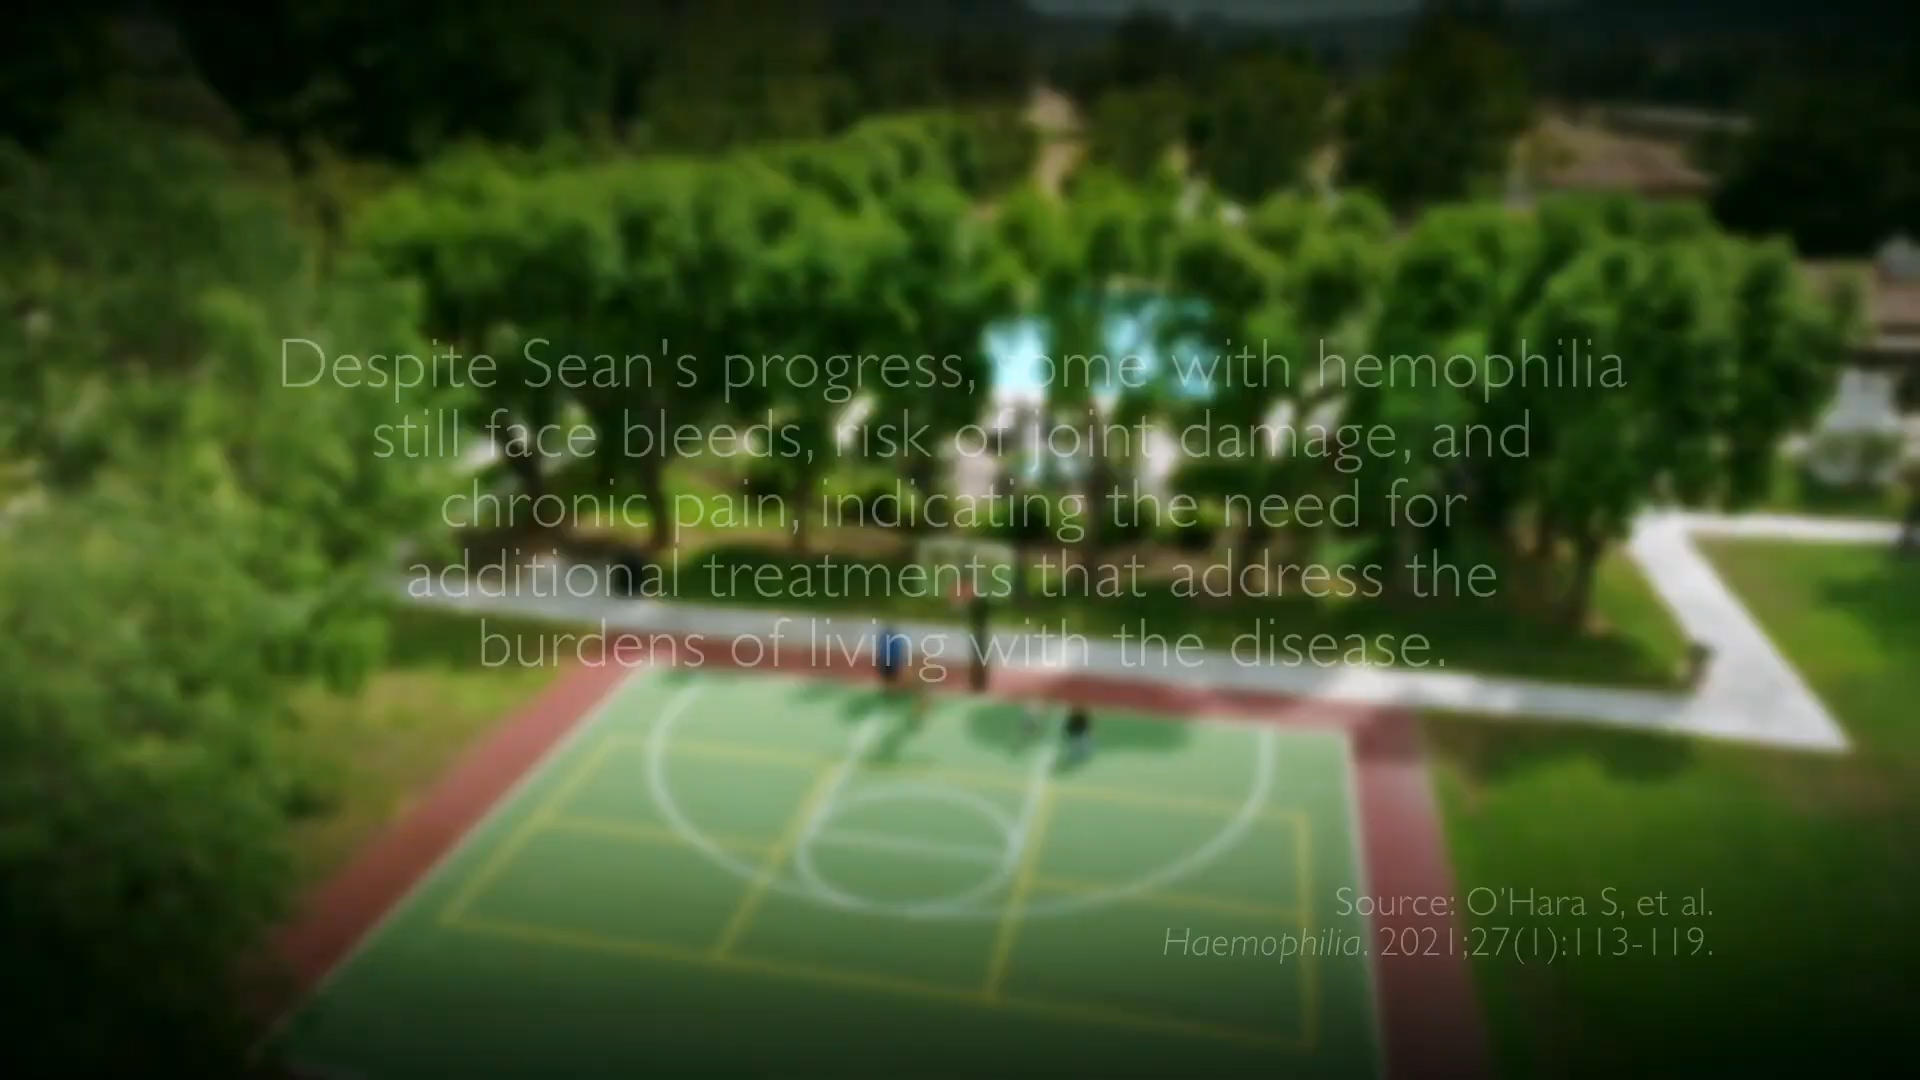 Despite Sean's progress, some with hemophilia
still face bleeds, risk of joint damage, and
chronic pain, indicating the need for
additional treatments that address the
burdens of living with the disease.
Source: O'Hara S, et al.
Haemophilia. 2021;27(1):113-119.